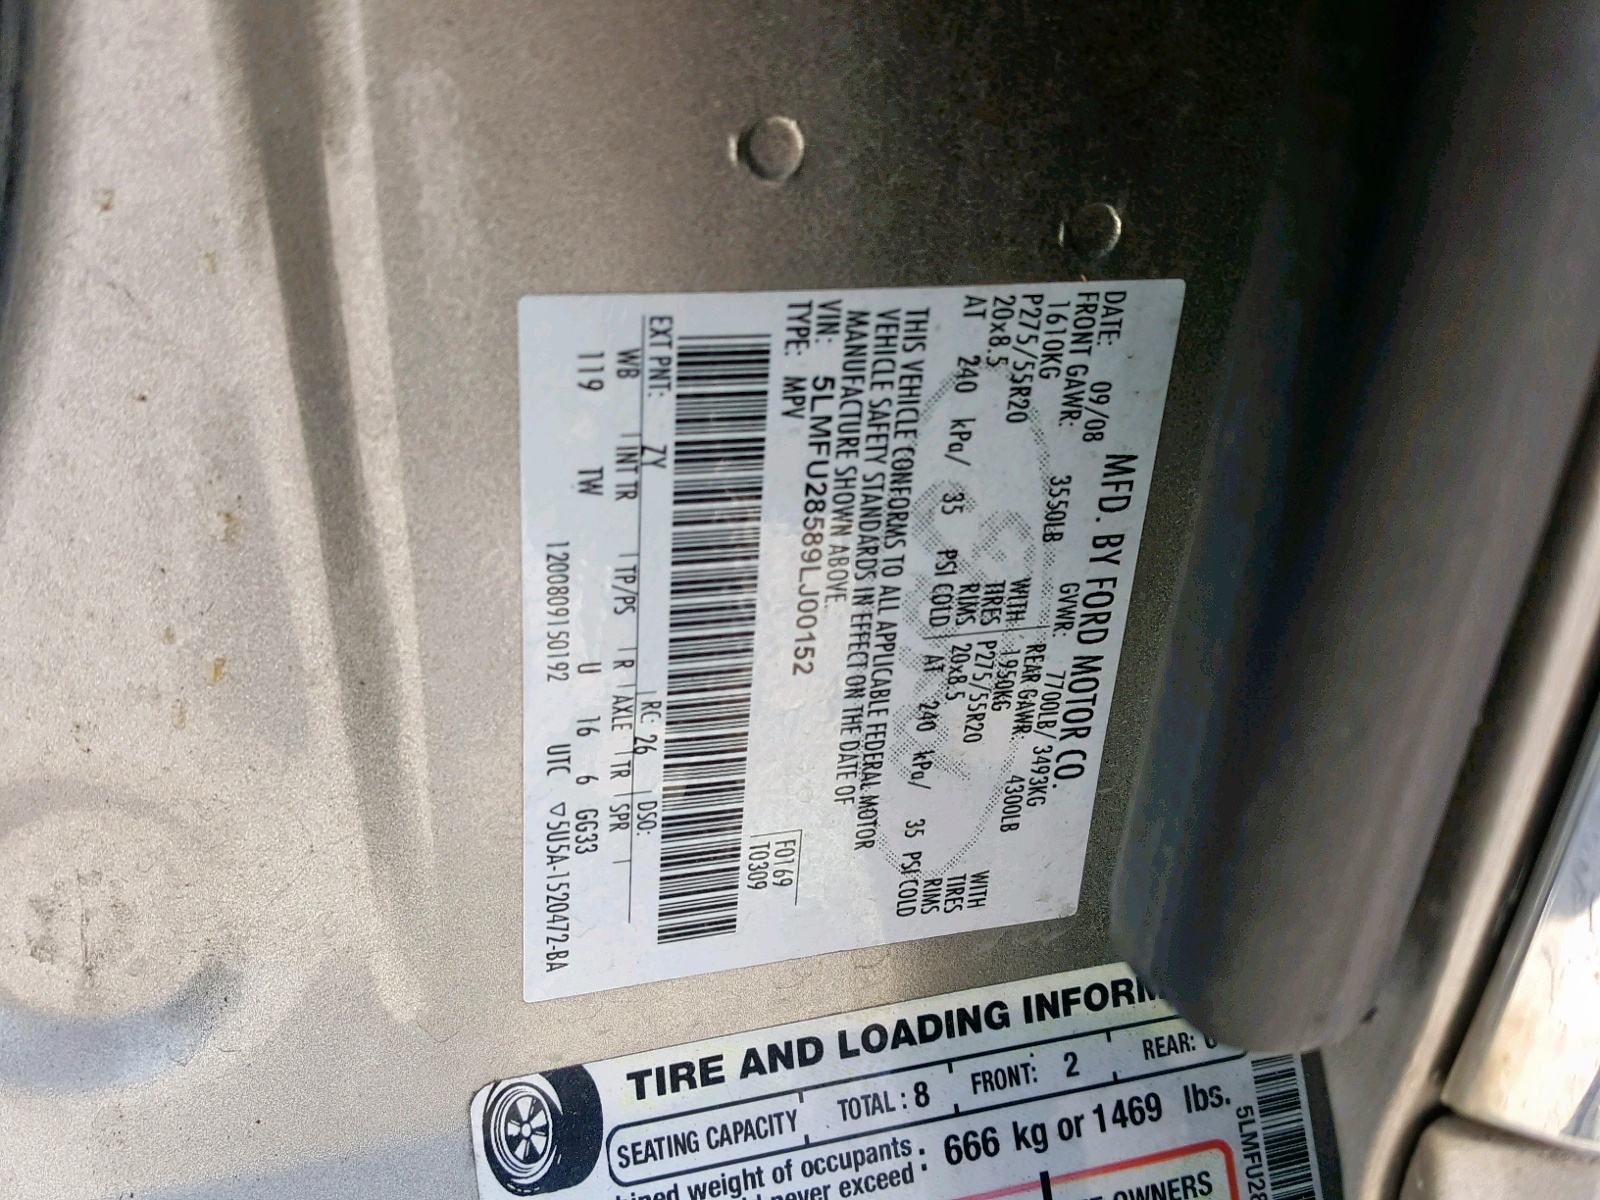 MFD. BY FORD MOTOR CO.
DATE: 09/08 GVWR: 7700LB/ 3493KG
FRONT GAWR: 3550LB REAR GAWR: 4300LB
1610KG WITH 1950KG WITH
P275/55R20 TIRES P275/55R20 TIRES
20x8.5 RIMS 20x8.5 RIMS
AT 240 kPa/ 35 PSI COLD AT 240 kPa/ 35 PSI COLD
THIS VEHICLE CONFORMS TO ALL APPLICABLE FEDERAL MOTOR
VEHICLE SAFETY STANDARDS IN EFFECT ON THE DATE OF
MANUFACTURE SHOWN ABOVE.
VIN: 5LMFU28589LJ00152
TYPE: MPV
F0169
T0309
EXT PNT: ZY RC: 26 DSO:
WB INT TR TP/PS R AXLE TR SPR
119 TW U 16 6 GG33
1200809150192 UTC ▽5U5A-1520472-BA
TIRE AND LOADING
SEATING CAPACITY TOTAL : 8 FRONT: 2 REAR:
weight of occupants
never exceed : 666 kg or 1469 lbs.
OWNERS
5LMFU28